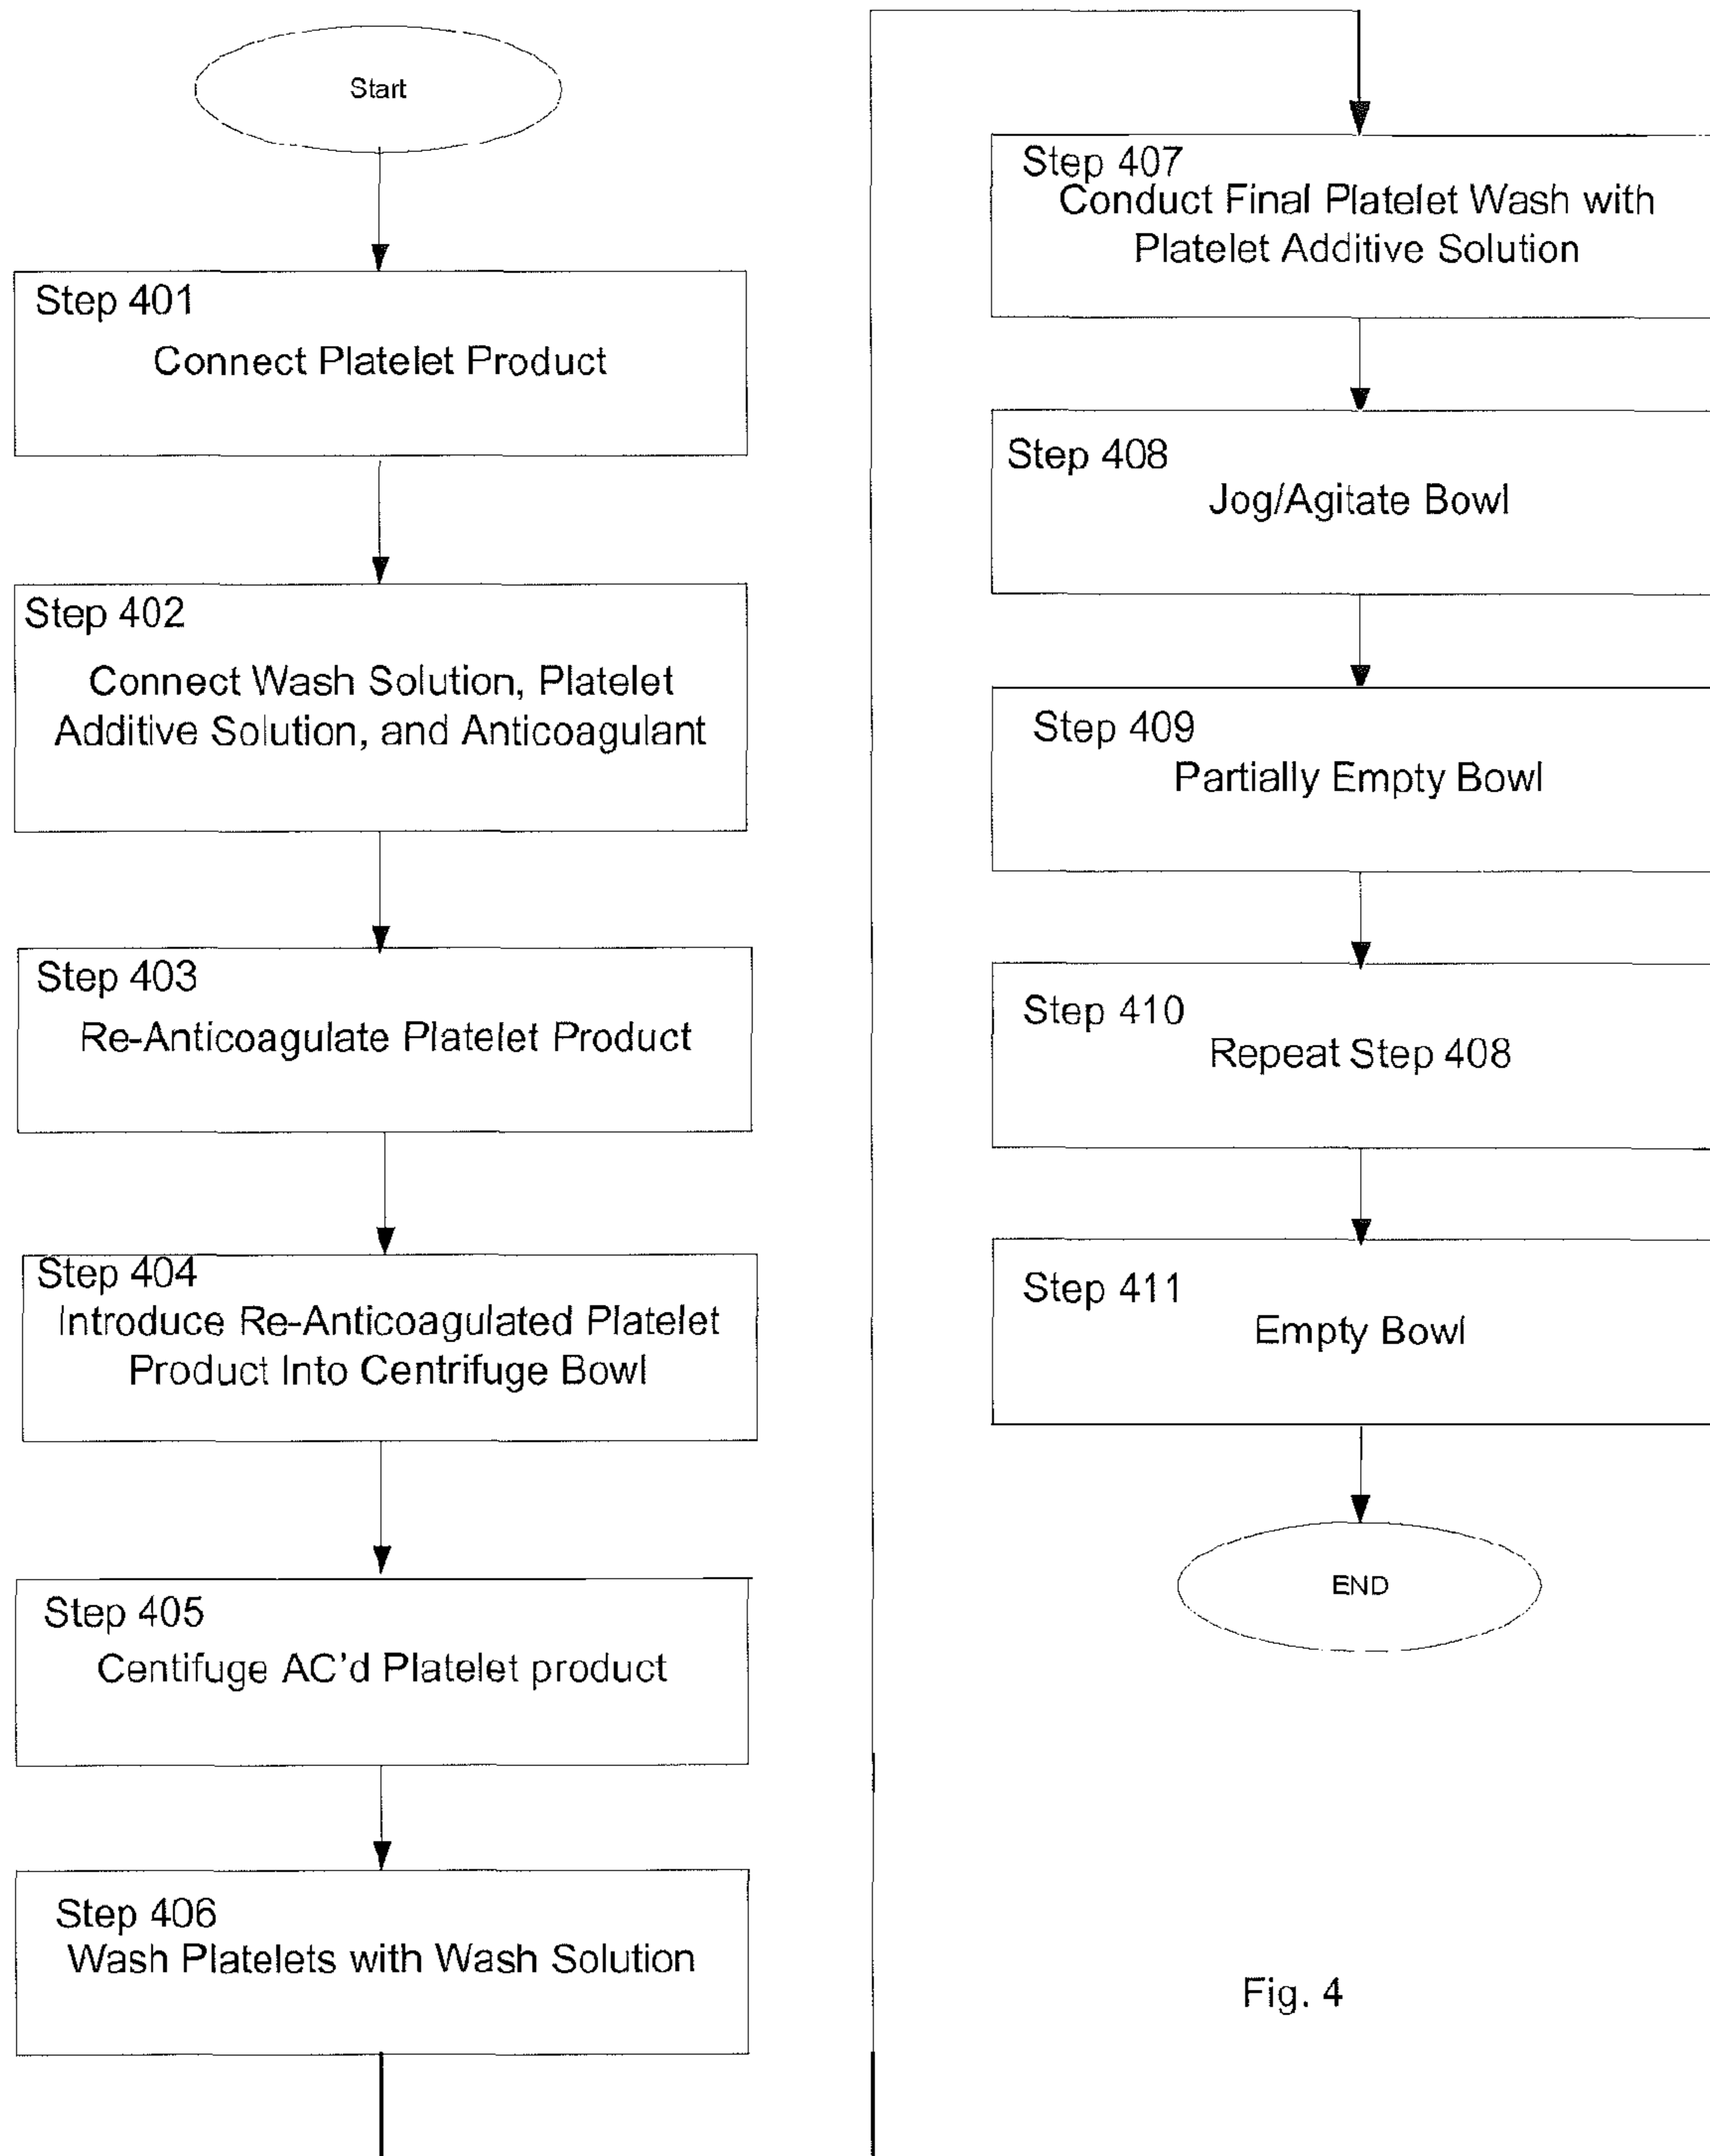 Start
Step 401
Connect Platelet Product
Step 402
Connect Wash Solution, Platelet
Additive Solution, and Anticoagulant
Step 403
Re-Anticoagulate Platelet Product
Step 404
Introduce Re-Anticoagulated Platelet
Product Into Centrifuge Bowl
Step 405
Centifuge AC'd Platelet product
Step 406
Wash Platelets with Wash Solution
Step 407
Conduct Final Platelet Wash with
Platelet Additive Solution
Step 408
Jog/Agitate Bowl
Step 409
Partially Empty Bowl
Step 410
Repeat Step 408
Step 411
Empty Bowl
END
Fig. 4